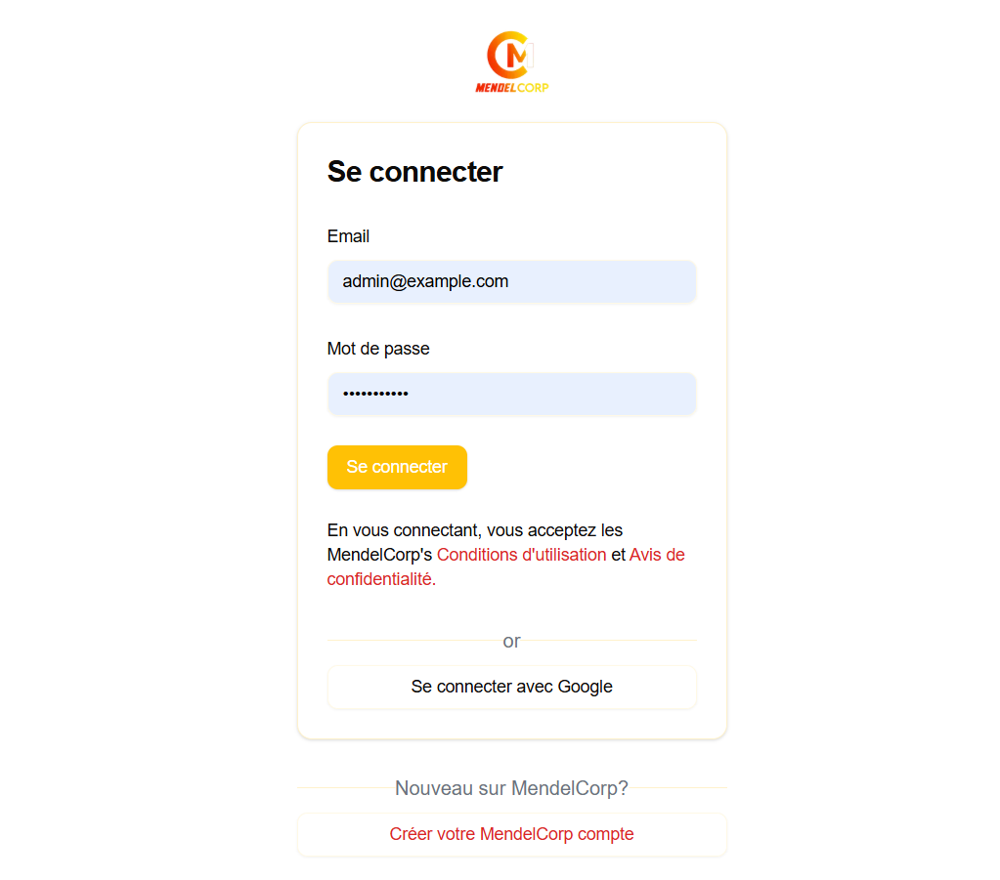 CM
MENDELCORP
Se connecter
Email
admin@example.com
Mot de passe
•••••••••••
Se connecter
En vous connectant, vous acceptez les
MendelCorp's Conditions d'utilisation et Avis de
confidentialité.
or
Se connecter avec Google
Nouveau sur MendelCorp?
Créer votre MendelCorp compte